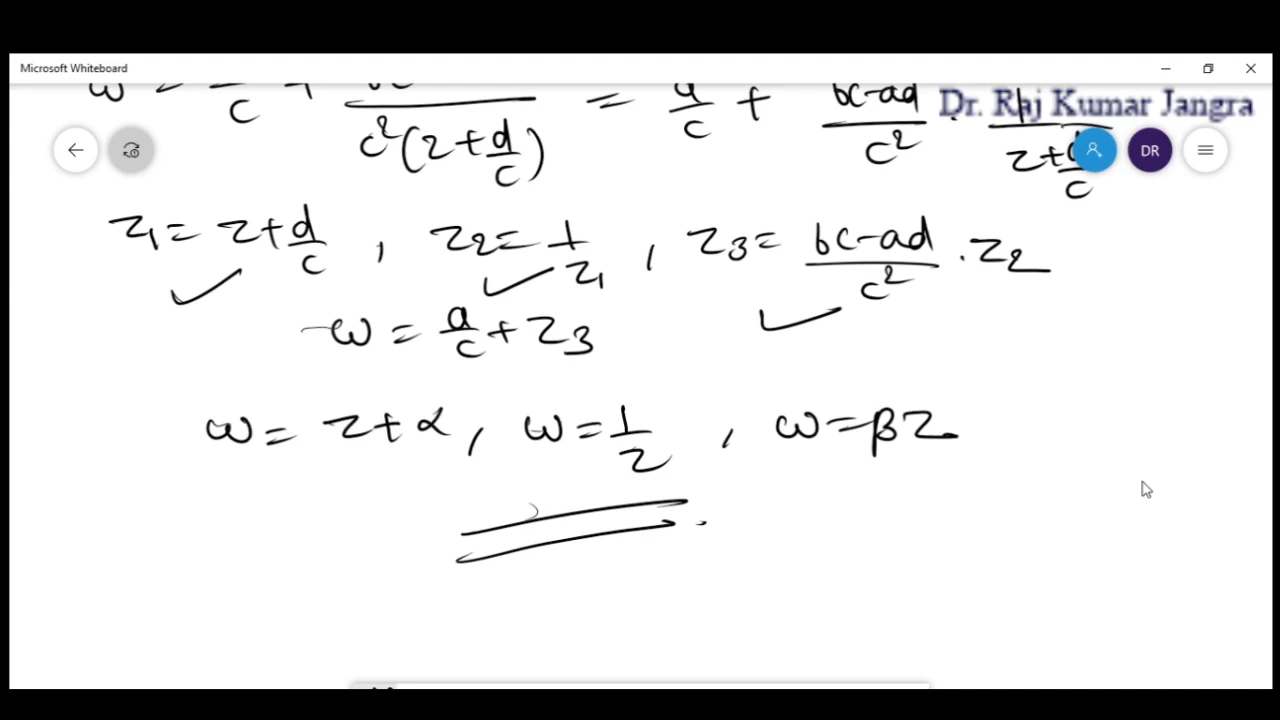 Microsoft Whiteboard
Dr. Raj Kumar Jangra
DR
ω = a/c + bc-ad/c²(z+d/c) = a/c + bc-ad/c² · 1/z+d/c
z₁ = z+d/c , z₂ = 1/z₁ , z₃ = bc-ad/c² . z₂
ω = a/c + z₃
ω = z+α , ω = 1/z , ω = βz